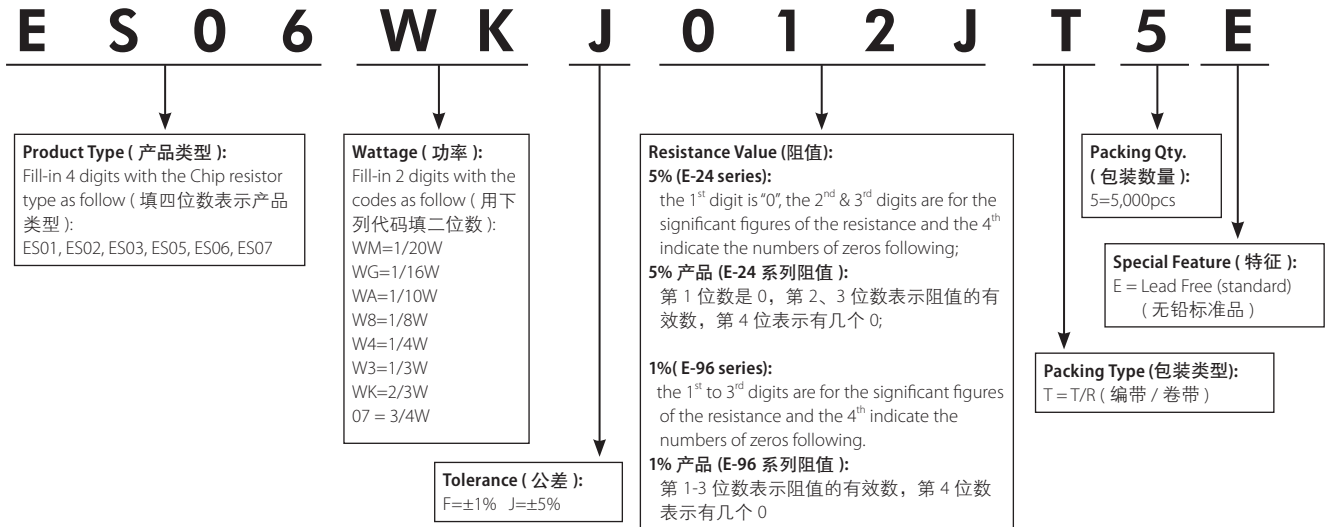 E S 0 6 W K J 0 1 2 J T 5 E
Product Type ( 产品类型 ):
Fill-in 4 digits with the Chip resistor
type as follow ( 填四位数表示产品
类型 ):
ES01, ES02, ES03, ES05, ES06, ES07
Wattage ( 功率 ):
Fill-in 2 digits with the
codes as follow ( 用下
列代码填二位数 ):
WM=1/20W
WG=1/16W
WA=1/10W
W8=1/8W
W4=1/4W
W3=1/3W
WK=2/3W
07 = 3/4W
Tolerance ( 公差 ):
F=±1% J=±5%
Resistance Value (阻值):
5% (E-24 series):
the 1st digit is “0”, the 2nd & 3rd digits are for the
significant figures of the resistance and the 4th
indicate the numbers of zeros following;
5% 产品 (E-24 系列阻值 ):
第 1 位数是 0，第 2、3 位数表示阻值的有
效数，第 4 位表示有几个 0;
1%( E-96 series):
the 1st to 3rd digits are for the significant figures
of the resistance and the 4th indicate the
numbers of zeros following.
1% 产品 (E-96 系列阻值 ):
第 1-3 位数表示阻值的有效数，第 4 位数
表示有几个 0
Packing Qty.
( 包装数量 ):
5=5,000pcs
Special Feature ( 特征 ):
E = Lead Free (standard)
( 无铅标准品 )
Packing Type (包装类型):
T = T/R ( 编带 / 卷带 )